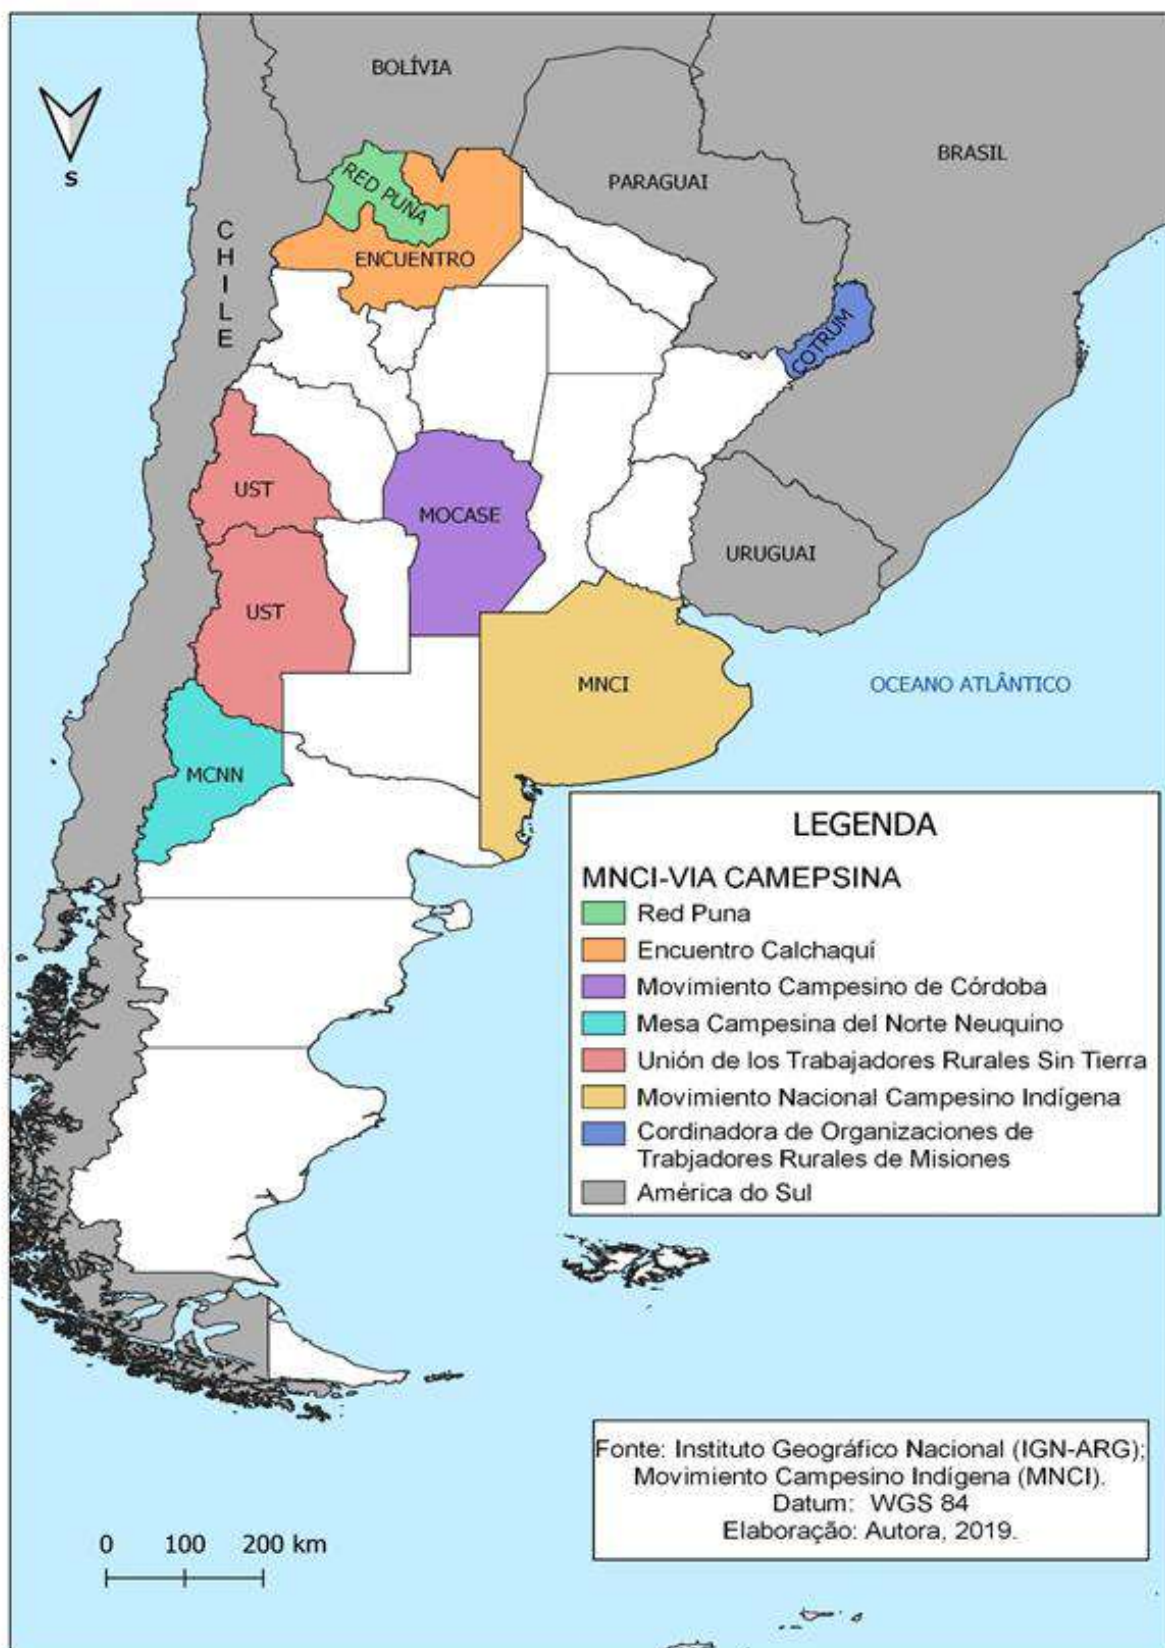 BOLÍVIA
BRASIL
PARAGUAI
S
RED PUNA
CHILE
ENCUENTRO
COTRUM
UST
MOCASE
URUGUAI
UST
MNCI
OCEANO ATLÂNTICO
MCNN
LEGENDA
MNCI-VIA CAMEPSINA
Red Puna
Encuentro Calchaquí
Movimiento Campesino de Córdoba
Mesa Campesina del Norte Neuquino
Unión de los Trabajadores Rurales Sin Tierra
Movimiento Nacional Campesino Indígena
Cordinadora de Organizaciones de
Trabjadores Rurales de Misiones
América do Sul
Fonte: Instituto Geográfico Nacional (IGN-ARG);
Movimiento Campesino Indígena (MNCI).
Datum: WGS 84
Elaboração: Autora, 2019.
0 100 200 km